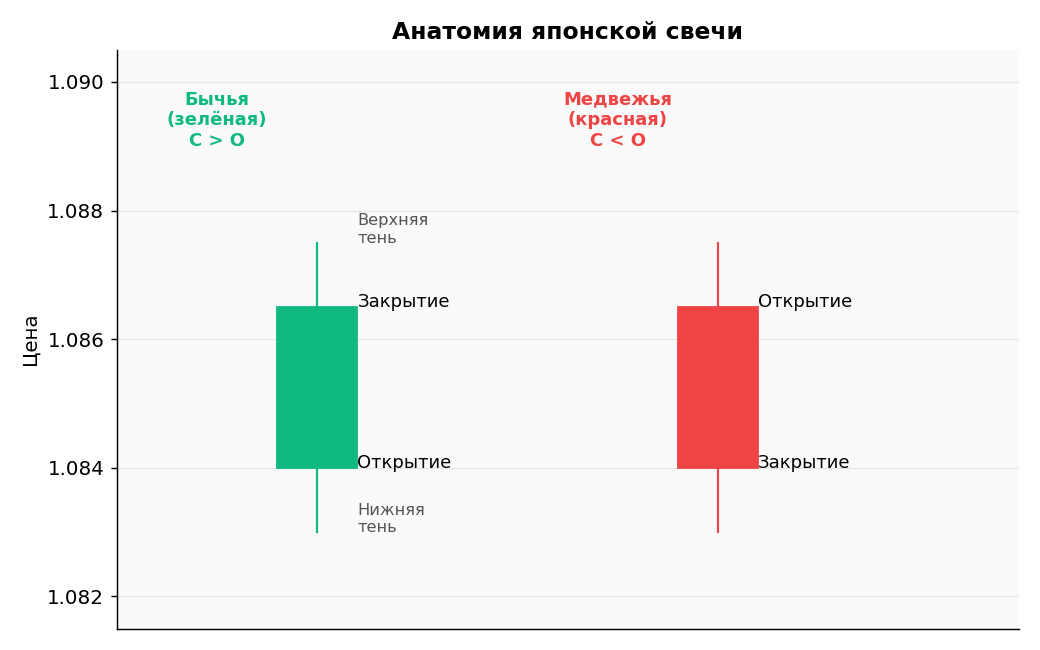 Анатомия японской свечи
1.090
1.088
1.086
1.084
1.082
Цена
Бычья
(зелёная)
C > O
Медвежья
(красная)
C < O
Верхняя
тень
Закрытие
Открытие
Нижняя
тень
Открытие
Закрытие